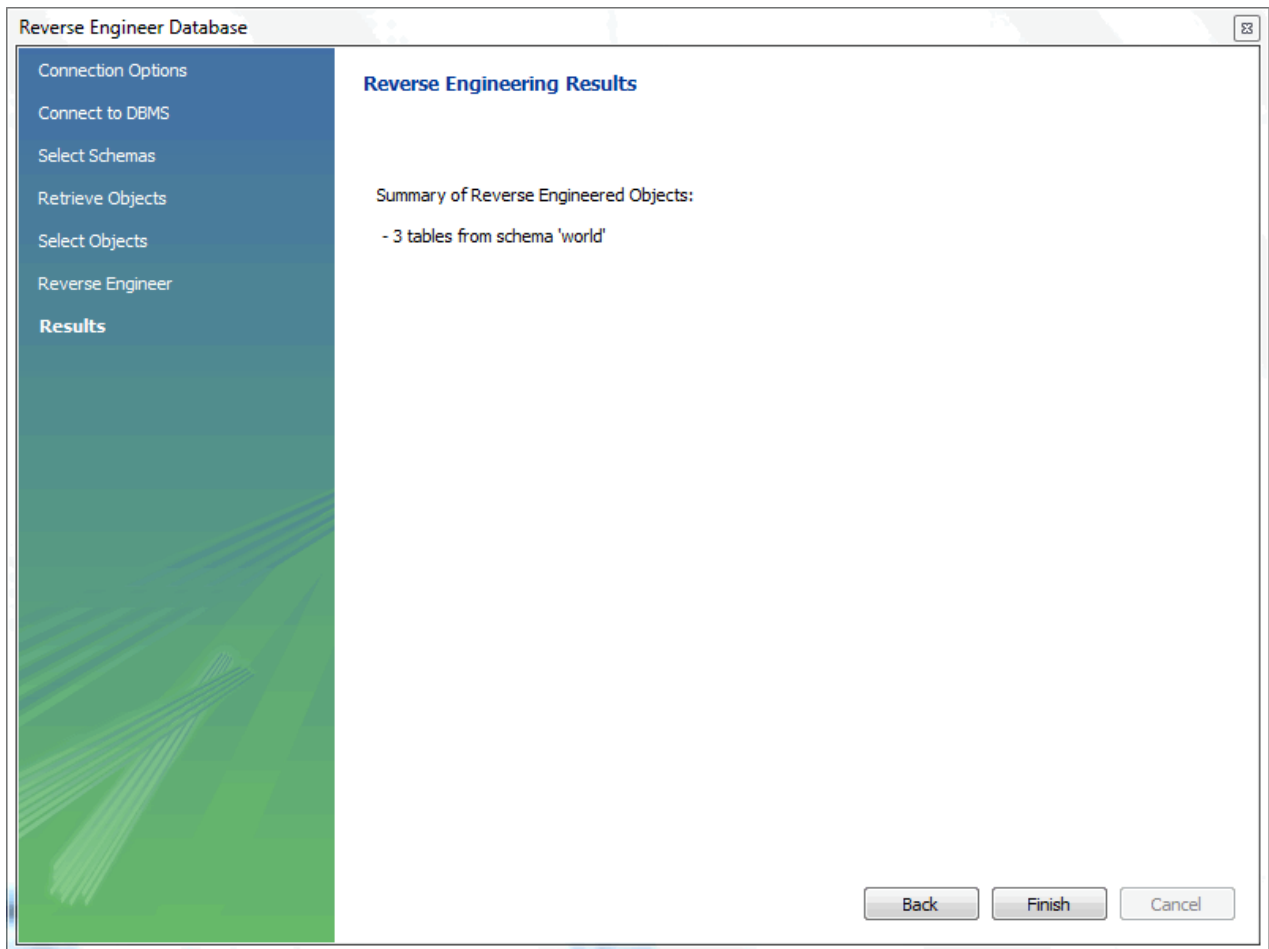 Reverse Engineer Database
Connection Options
Connect to DBMS
Select Schemas
Retrieve Objects
Select Objects
Reverse Engineer
Results
Reverse Engineering Results
Summary of Reverse Engineered Objects:
- 3 tables from schema 'world'
Back
Finish
Cancel